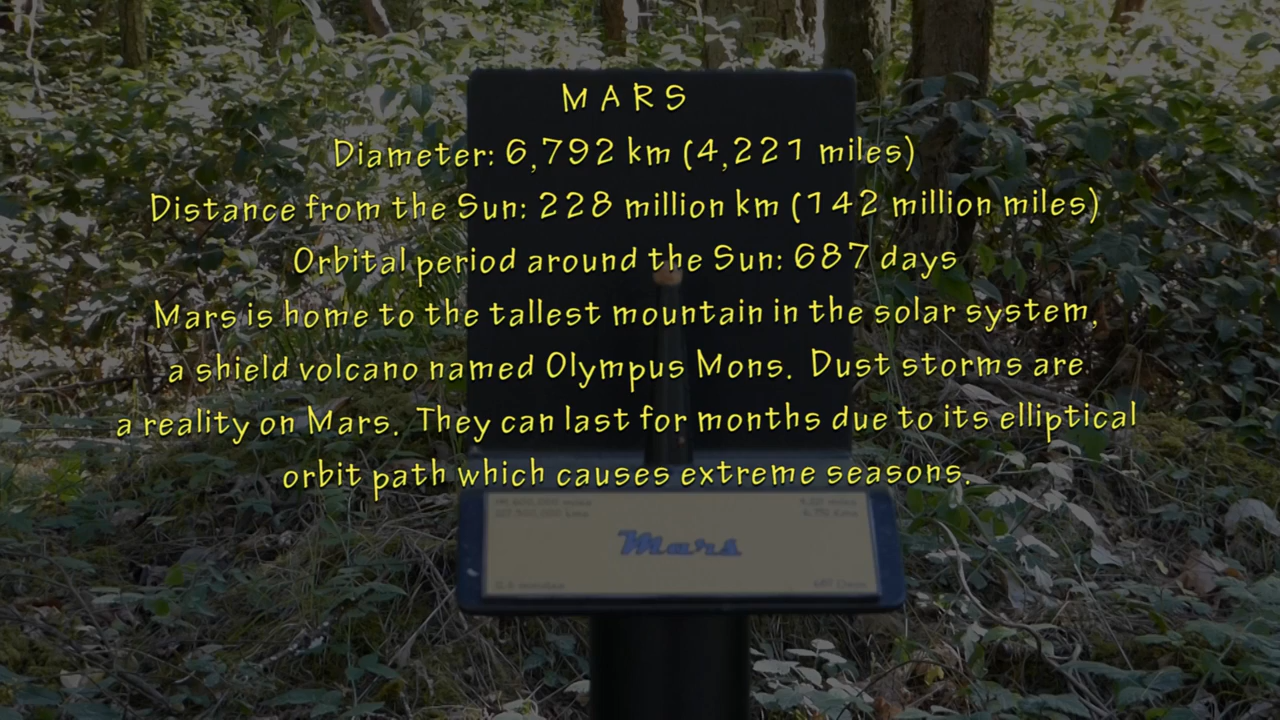 MARS
Diameter: 6,792 km (4,221 miles)
Distance from the Sun: 228 million km (142 million miles)
Orbital period around the Sun: 687 days
Mars is home to the tallest mountain in the solar system,
a shield volcano named Olympus Mons. Dust storms are
a reality on Mars. They can last for months due to its elliptical
orbit path which causes extreme seasons.
Mars